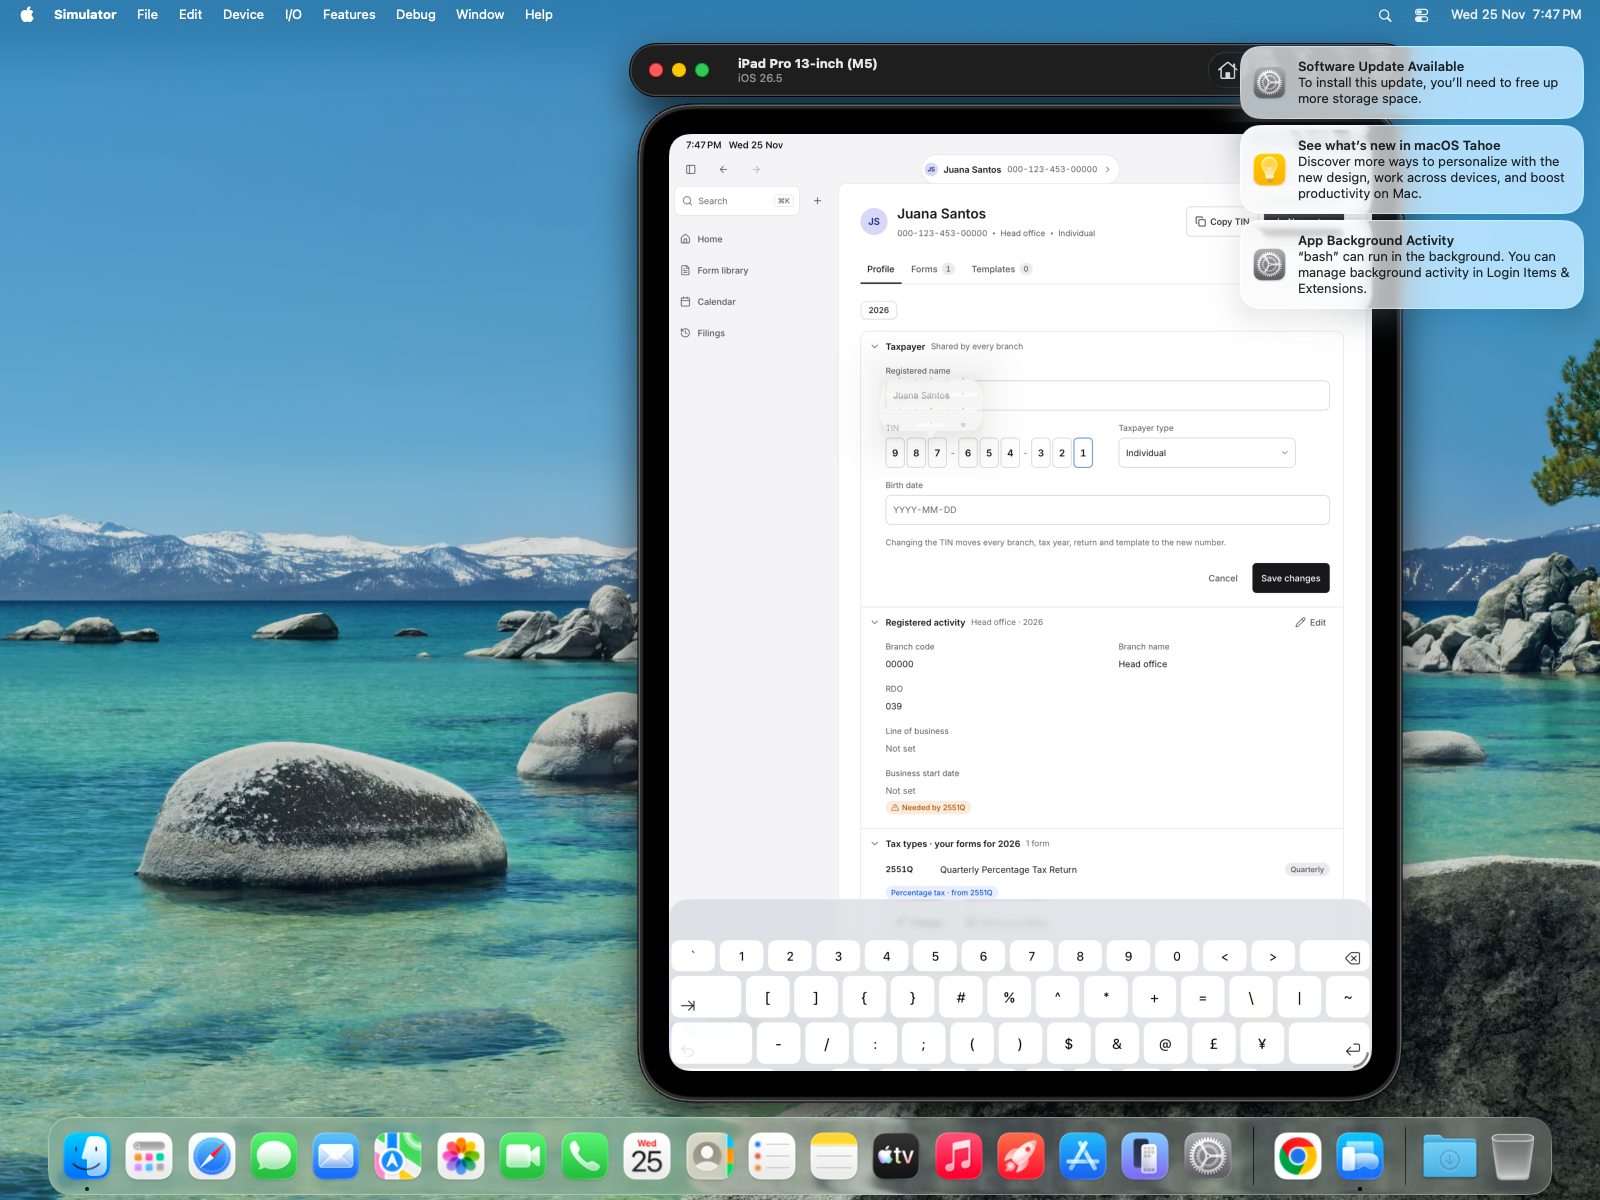 Simulator File Edit Device I/O Features Debug Window Help
Wed 25 Nov 7:47 PM
iPad Pro 13-inch (M5)
iOS 26.5
Software Update Available
To install this update, you'll need to free up
more storage space.
See what's new in macOS Tahoe
Discover more ways to personalize with the
new design, work across devices, and boost
productivity on Mac.
App Background Activity
"bash" can run in the background. You can
manage background activity in Login Items &
Extensions.
7:47 PM Wed 25 Nov
JS Juana Santos 000-123-453-00000
Search ⌘K
Home
Form library
Calendar
Filings
JS
Juana Santos
000-123-453-00000 • Head office • Individual
Copy TIN
Profile Forms 1 Templates 0
2026
Taxpayer Shared by every branch
Registered name
Juana Santos
TIN
Taxpayer type
9 8 7 - 6 5 4 - 3 2 1
Individual
Birth date
YYYY-MM-DD
Changing the TIN moves every branch, tax year, return and template to the new number.
Cancel Save changes
Registered activity Head office · 2026
Edit
Branch code
00000
Branch name
Head office
RDO
039
Line of business
Not set
Business start date
Not set
Needed by 2551Q
Tax types · your forms for 2026 1 form
2551Q Quarterly Percentage Tax Return Quarterly
Percentage tax · from 2551Q
` 1 2 3 4 5 6 7 8 9 0 < >
[ ] { } # % ^ * + = \ | ~
- / : ; ( ) $ & @ £ ¥
Wed
25
tv